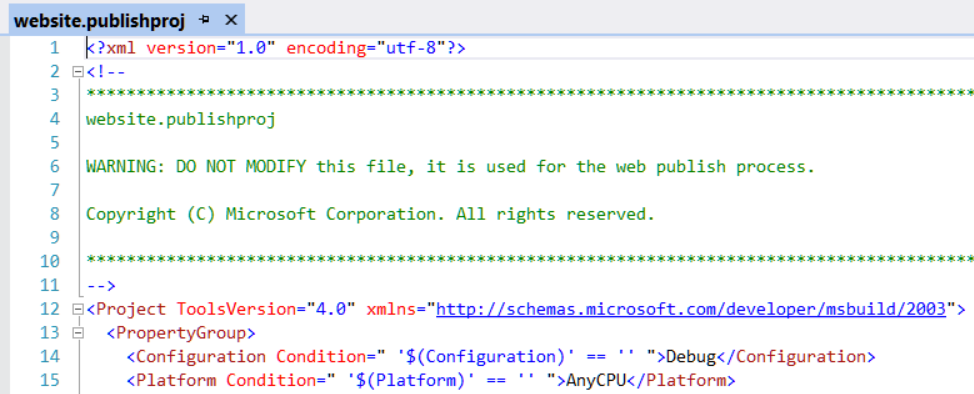 website.publishproj
1 <?xml version="1.0" encoding="utf-8"?>
2 <!--
3 *****************************************************************************************
4 website.publishproj
5
6 WARNING: DO NOT MODIFY this file, it is used for the web publish process.
7
8 Copyright (C) Microsoft Corporation. All rights reserved.
9
10 *****************************************************************************************
11 -->
12 <Project ToolsVersion="4.0" xmlns="http://schemas.microsoft.com/developer/msbuild/2003">
13 <PropertyGroup>
14 <Configuration Condition=" '$(Configuration)' == '' ">Debug</Configuration>
15 <Platform Condition=" '$(Platform)' == '' ">AnyCPU</Platform>